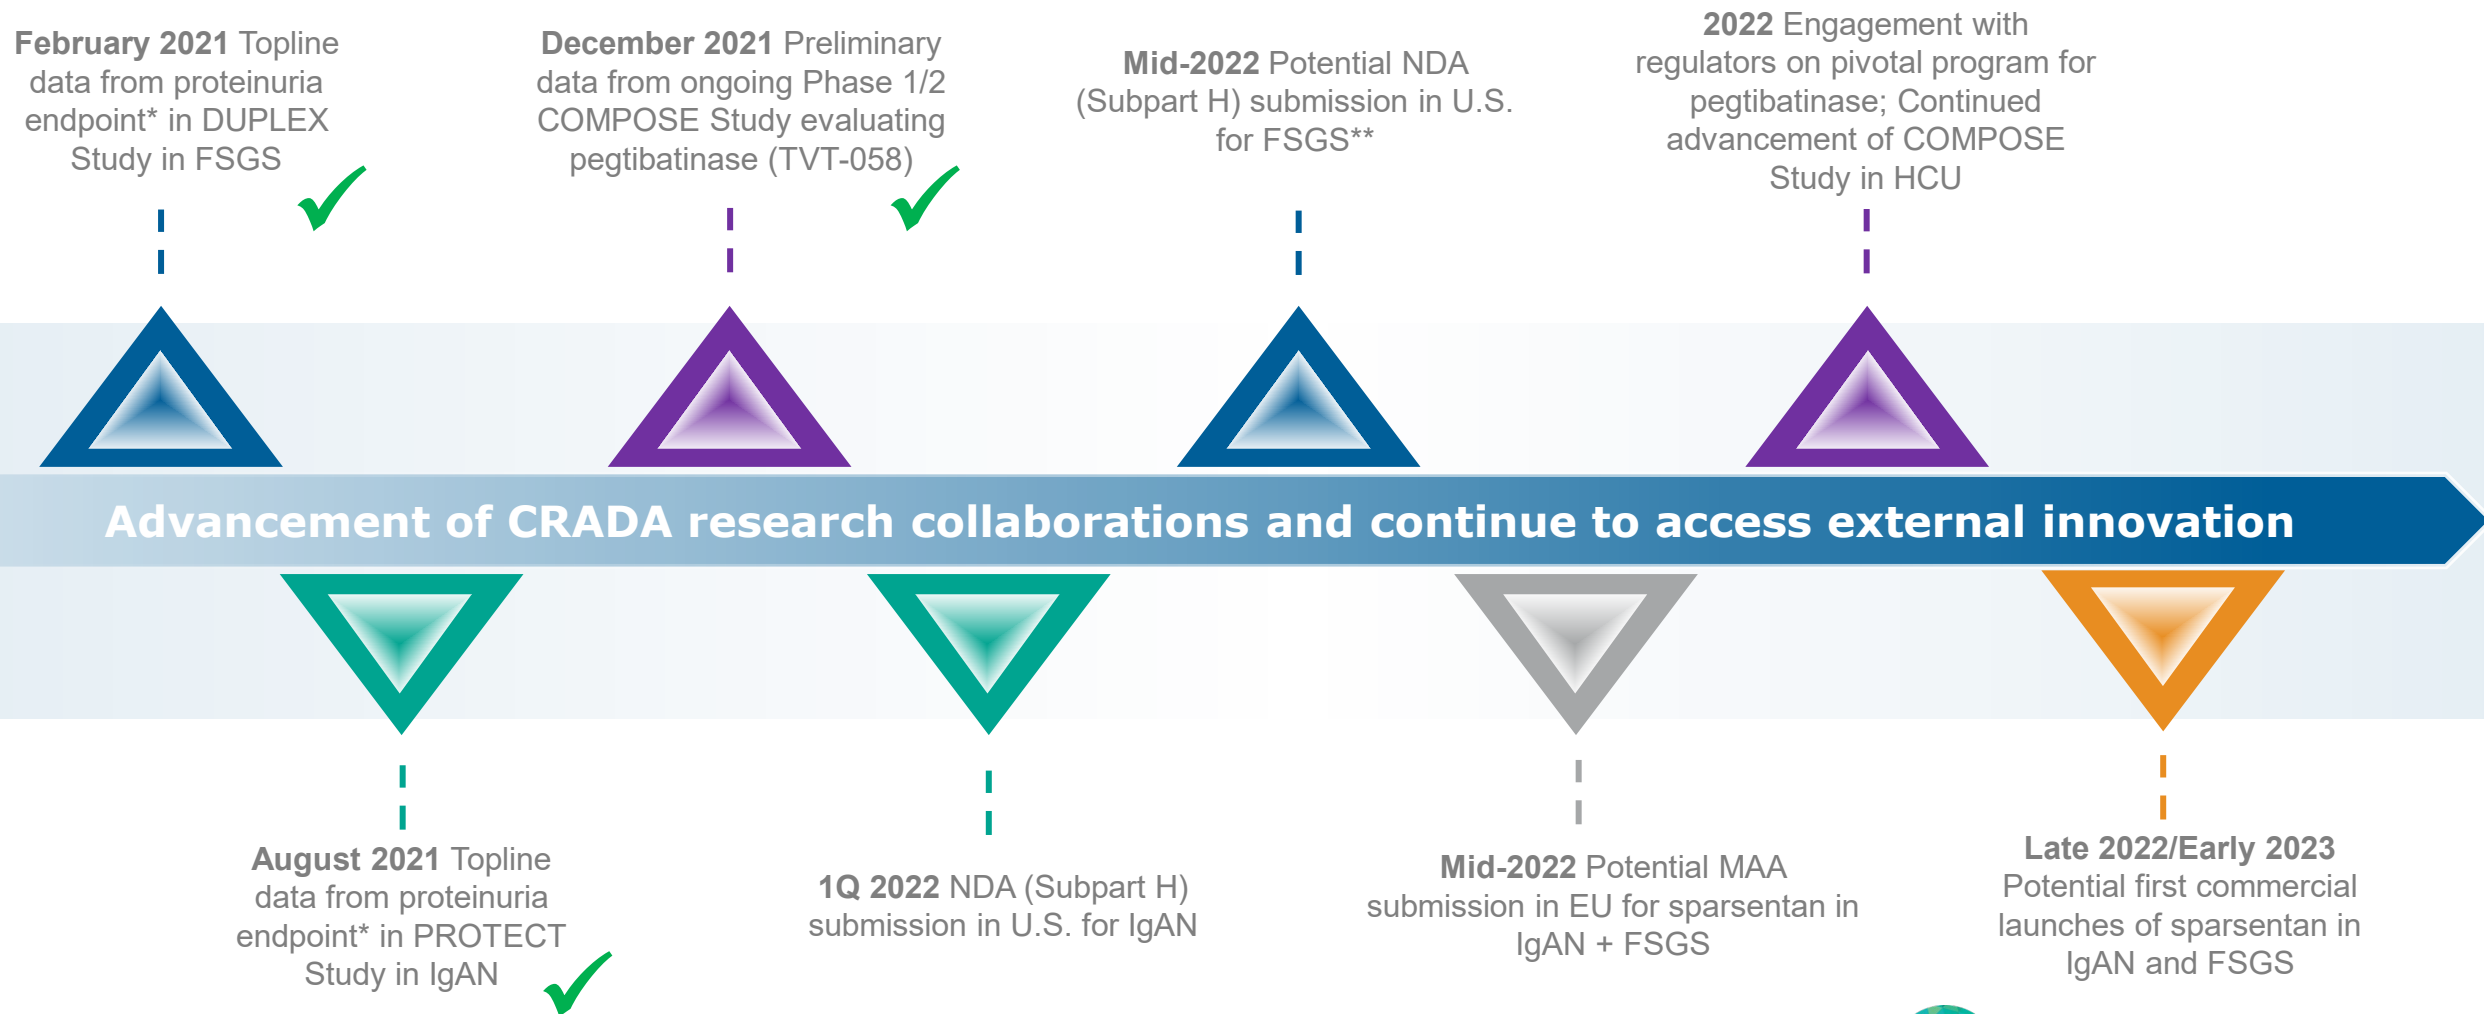 February 2021 Topline
data from proteinuria
endpoint* in DUPLEX
Study in FSGS
December 2021 Preliminary
data from ongoing Phase 1/2
COMPOSE Study evaluating
pegtibatinase (TVT-058)
Mid-2022 Potential NDA
(Subpart H) submission in U.S.
for FSGS**
2022 Engagement with
regulators on pivotal program for
pegtibatinase; Continued
advancement of COMPOSE
Study in HCU
Advancement of CRADA research collaborations and continue to access external innovation
August 2021 Topline
data from proteinuria
endpoint* in PROTECT
Study in IgAN
1Q 2022 NDA (Subpart H)
submission in U.S. for IgAN
Mid-2022 Potential MAA
submission in EU for sparsentan in
IgAN + FSGS
Late 2022/Early 2023
Potential first commercial
launches of sparsentan in
IgAN and FSGS